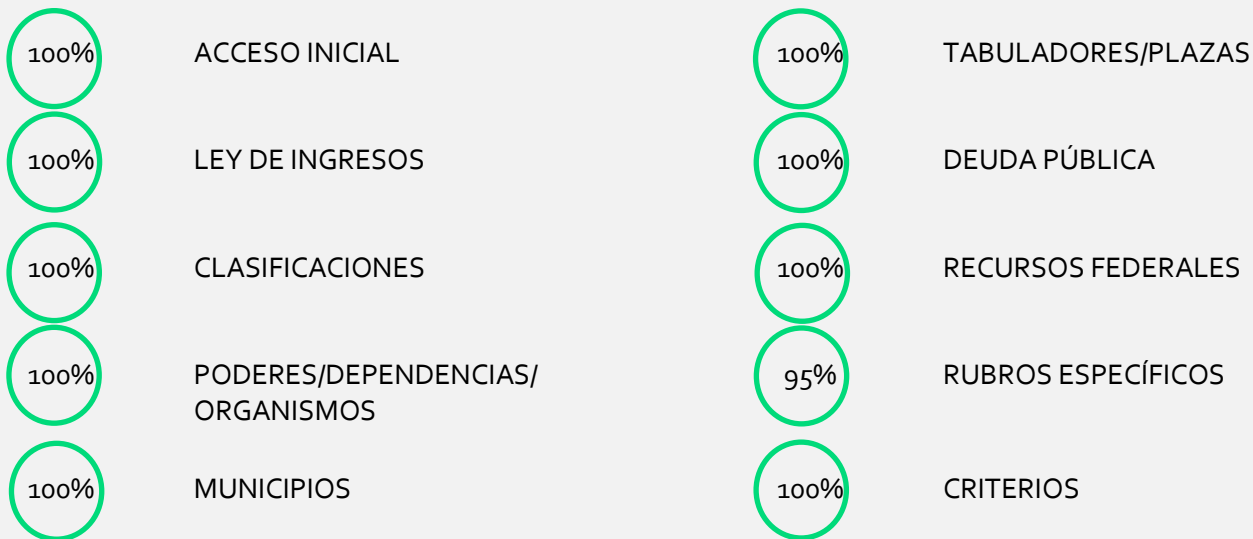 100% ACCESO INICIAL
100% LEY DE INGRESOS
100% CLASIFICACIONES
100% PODERES/DEPENDENCIAS/
ORGANISMOS
100% MUNICIPIOS
100% TABULADORES/PLAZAS
100% DEUDA PÚBLICA
100% RECURSOS FEDERALES
95% RUBROS ESPECÍFICOS
100% CRITERIOS